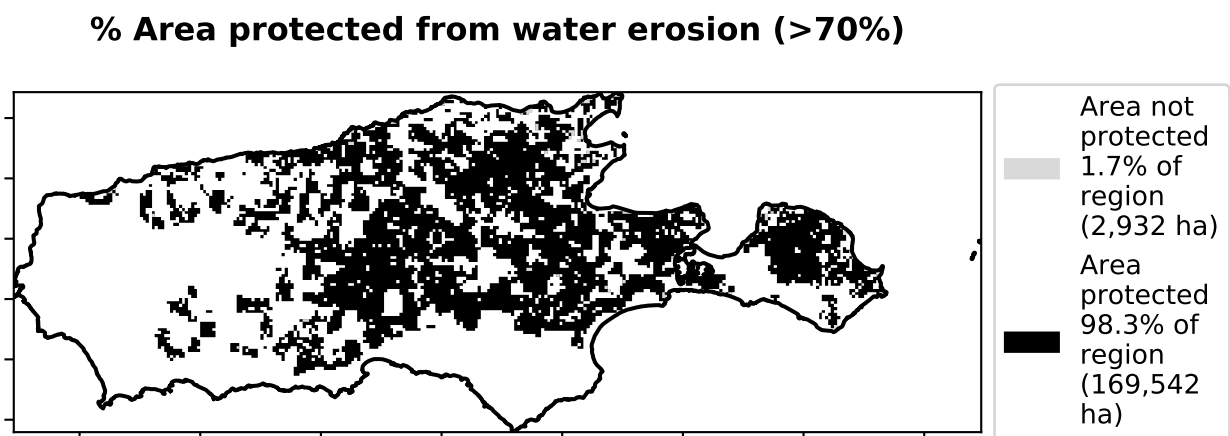 % Area protected from water erosion (>70%)
Area not
protected
1.7% of
region
(2,932 ha)
Area
protected
98.3% of
region
(169,542
ha)